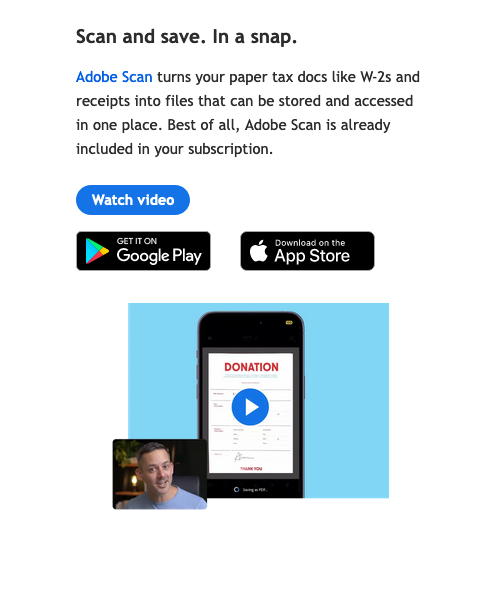 Scan and save. In a snap.
Adobe Scan turns your paper tax docs like W-2s and
receipts into files that can be stored and accessed
in one place. Best of all, Adobe Scan is already
included in your subscription.
Watch video
GET IT ON
Google Play
Download on the
App Store
DONATION
THANK YOU
Saving as PDF...